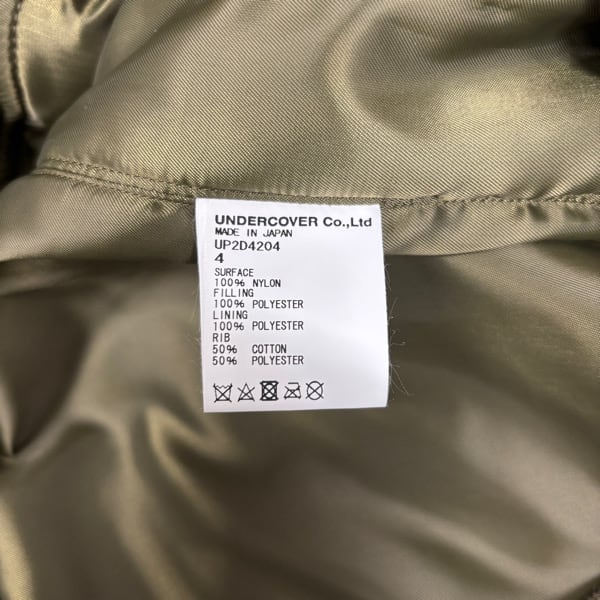 UNDERCOVER Co.,Ltd
MADE IN JAPAN
UP2D4204
4
SURFACE
100% NYLON
FILLING
100% POLYESTER
LINING
100% POLYESTER
RIB
50% COTTON
50% POLYESTER